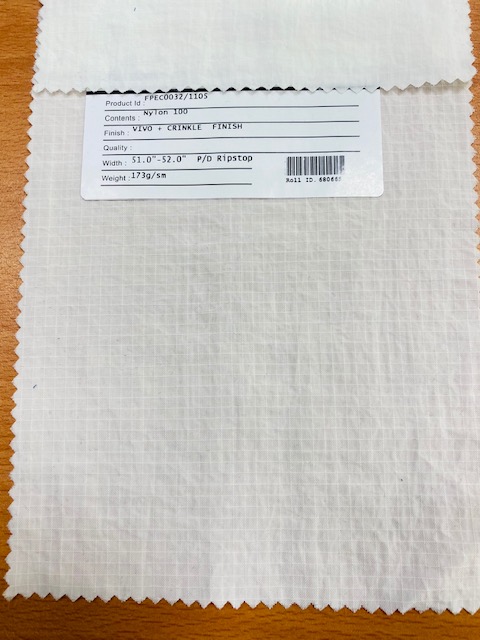 Product Id : FPEC0032/110S
Contents : Nylon 100
Finish : VIVO + CRINKLE FINISH
Quality :
Width : 51.0"-52.0" P/D Ripstop
Weight : 173g/sm
Roll ID.